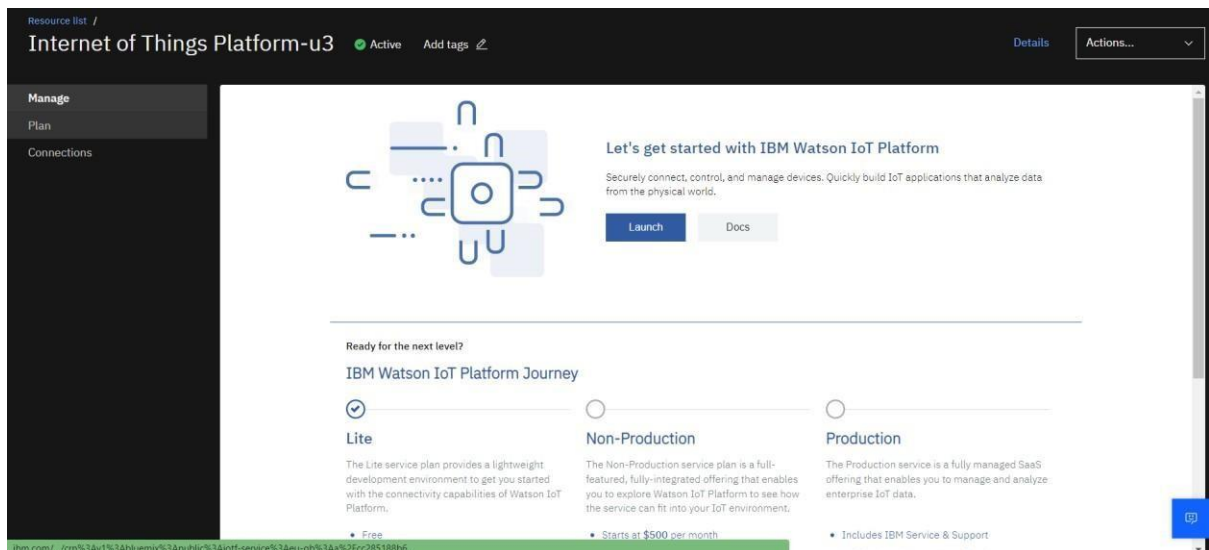 Resource list /
Internet of Things Platform-u3 Active Add tags Details Actions...
Manage
Plan
Connections
Let's get started with IBM Watson IoT Platform
Securely connect, control, and manage devices. Quickly build IoT applications that analyze data
from the physical world.
Launch Docs
Ready for the next level?
IBM Watson IoT Platform Journey
Lite
The Lite service plan provides a lightweight
development environment to get you started
with the connectivity capabilities of Watson IoT
Platform.
• Free
Non-Production
The Non-Production service plan is a full-
featured, fully-integrated offering that enables
you to explore Watson IoT Platform to see how
the service can fit into your IoT environment.
• Starts at $500 per month
Production
The Production service is a fully managed SaaS
offering that enables you to manage and analyze
enterprise IoT data.
• Includes IBM Service & Support